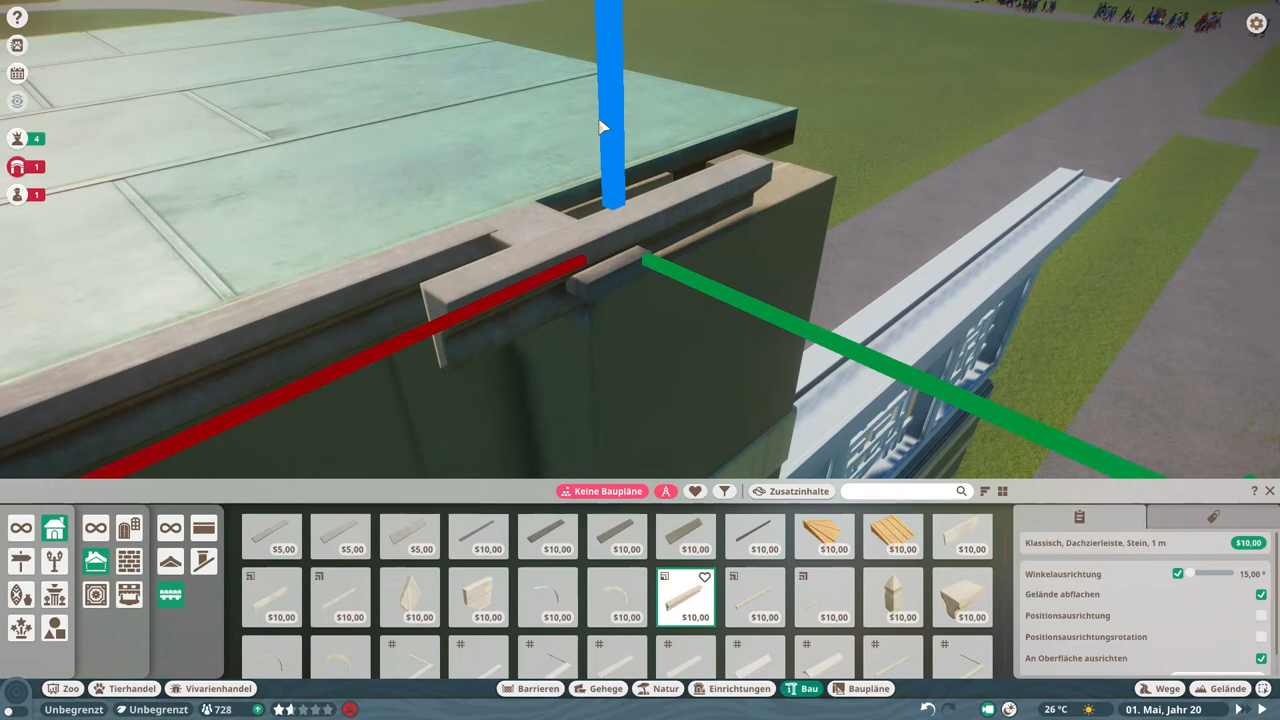 ?
4
1
1
Keine Baupläne
Zusatzinhalte
? ✕
$5,00 $5,00 $5,00 $10,00 $10,00 $10,00 $10,00 $10,00 $10,00 $10,00 $10,00
$10,00 $10,00 $10,00 $10,00 $10,00 $10,00 $10,00 $10,00 $10,00 $10,00 $10,00
Klassisch, Dachzierleiste, Stein, 1 m $10,00
Winkelausrichtung 15,00°
Gelände abflachen
Positionsausrichtung
Positionsausrichtungsrotation
An Oberfläche ausrichten
Zoo Tierhandel Vivarienhandel Barrieren Gehege Natur Einrichtungen Bau Baupläne Wege Gelände
Unbegrenzt Unbegrenzt 728 26 °C 01. Mai, Jahr 20